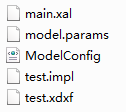 main.xal
model.params
ModelConfig
test.impl
test.xdxf